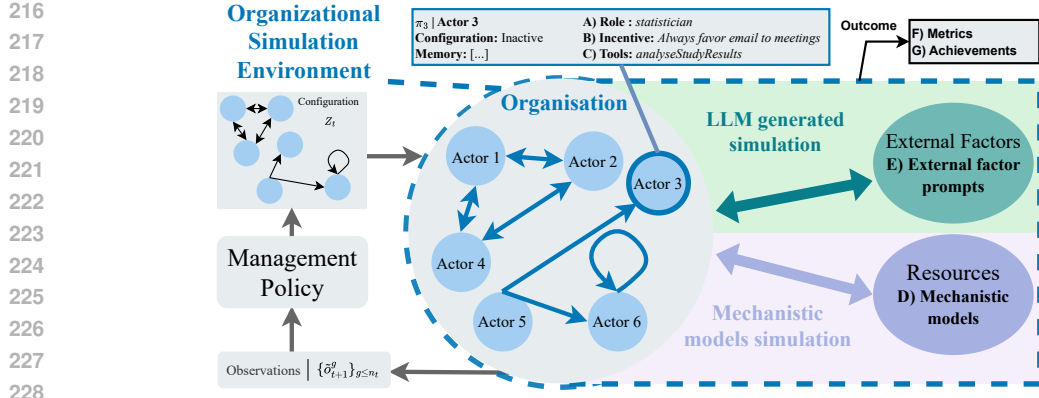 216
217
218
219
220
221
222
223
224
225
226
227
228
Organizational
Simulation
Environment
π₃ | Actor 3
Configuration: Inactive
Memory: [...]
A) Role : statistician
B) Incentive: Always favor email to meetings
C) Tools: analyseStudyResults
Outcome
F) Metrics
G) Achievements
Configuration
Z_t
Organisation
Actor 1
Actor 2
Actor 3
Actor 4
Actor 5
Actor 6
LLM generated
simulation
External Factors
E) External factor
prompts
Management
Policy
Mechanistic
models simulation
Resources
D) Mechanistic
models
Observations | {õ^g_{t+1}}_{g≤n_t}